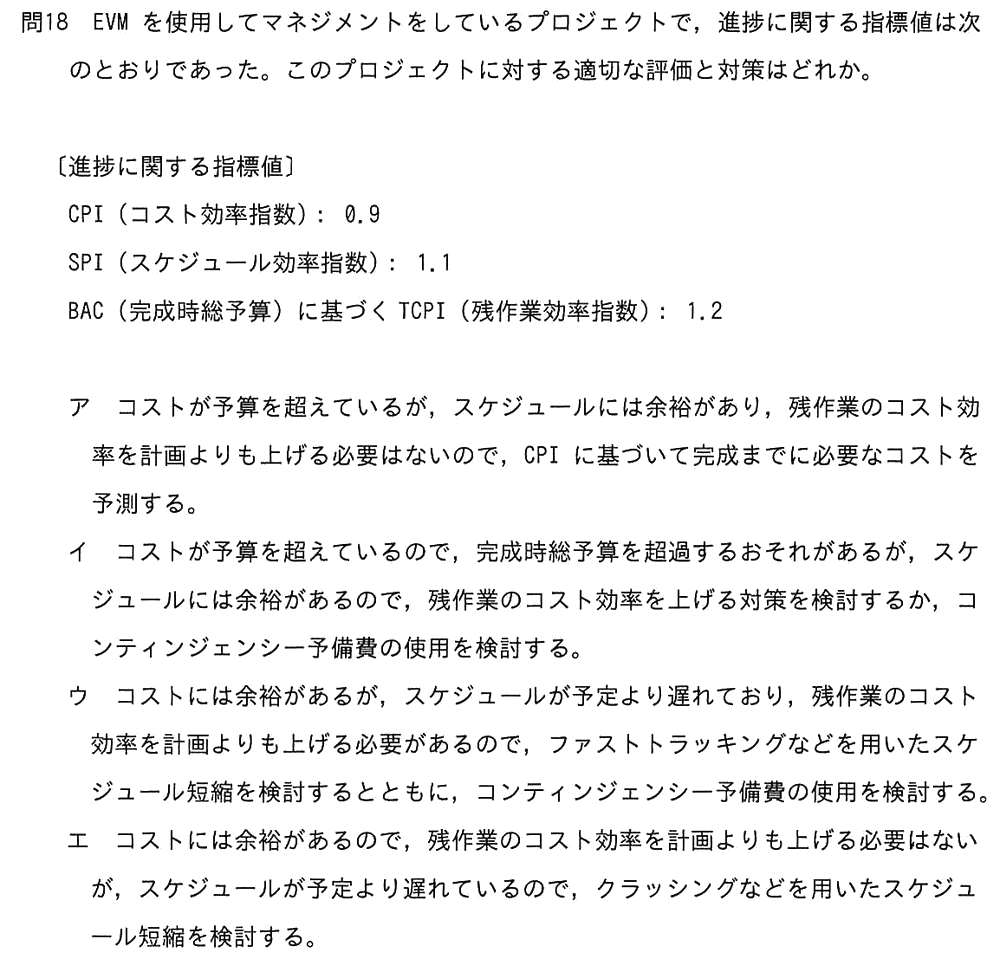 問18 EVM を使用してマネジメントをしているプロジェクトで，進捗に関する指標値は次
のとおりであった。このプロジェクトに対する適切な評価と対策はどれか。
〔進捗に関する指標値〕
CPI（コスト効率指数）: 0.9
SPI（スケジュール効率指数）: 1.1
BAC（完成時総予算）に基づく TCPI（残作業効率指数）: 1.2
ア コストが予算を超えているが，スケジュールには余裕があり，残作業のコスト効
率を計画よりも上げる必要はないので，CPI に基づいて完成までに必要なコストを
予測する。
イ コストが予算を超えているので，完成時総予算を超過するおそれがあるが，スケ
ジュールには余裕があるので，残作業のコスト効率を上げる対策を検討するか，コ
ンティンジェンシー予備費の使用を検討する。
ウ コストには余裕があるが，スケジュールが予定より遅れており，残作業のコスト
効率を計画よりも上げる必要があるので，ファストトラッキングなどを用いたスケ
ジュール短縮を検討するとともに，コンティンジェンシー予備費の使用を検討する。
エ コストには余裕があるので，残作業のコスト効率を計画よりも上げる必要はない
が，スケジュールが予定より遅れているので，クラッシングなどを用いたスケジュ
ール短縮を検討する。